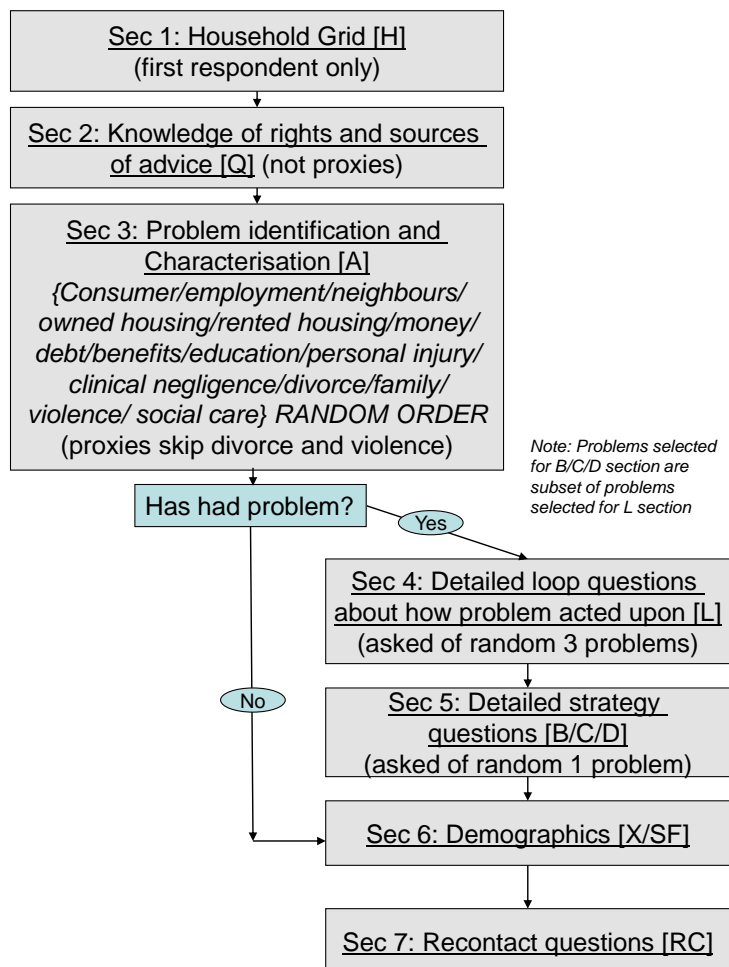 Sec 1: Household Grid [H]
(first respondent only)
Sec 2: Knowledge of rights and sources
of advice [Q] (not proxies)
Sec 3: Problem identification and
Characterisation [A]
{Consumer/employment/neighbours/
owned housing/rented housing/money/
debt/benefits/education/personal injury/
clinical negligence/divorce/family/
violence/ social care} RANDOM ORDER
(proxies skip divorce and violence)
Note: Problems selected
for B/C/D section are
subset of problems
selected for L section
Has had problem?
Yes
Sec 4: Detailed loop questions
about how problem acted upon [L]
(asked of random 3 problems)
No
Sec 5: Detailed strategy
questions [B/C/D]
(asked of random 1 problem)
Sec 6: Demographics [X/SF]
Sec 7: Recontact questions [RC]